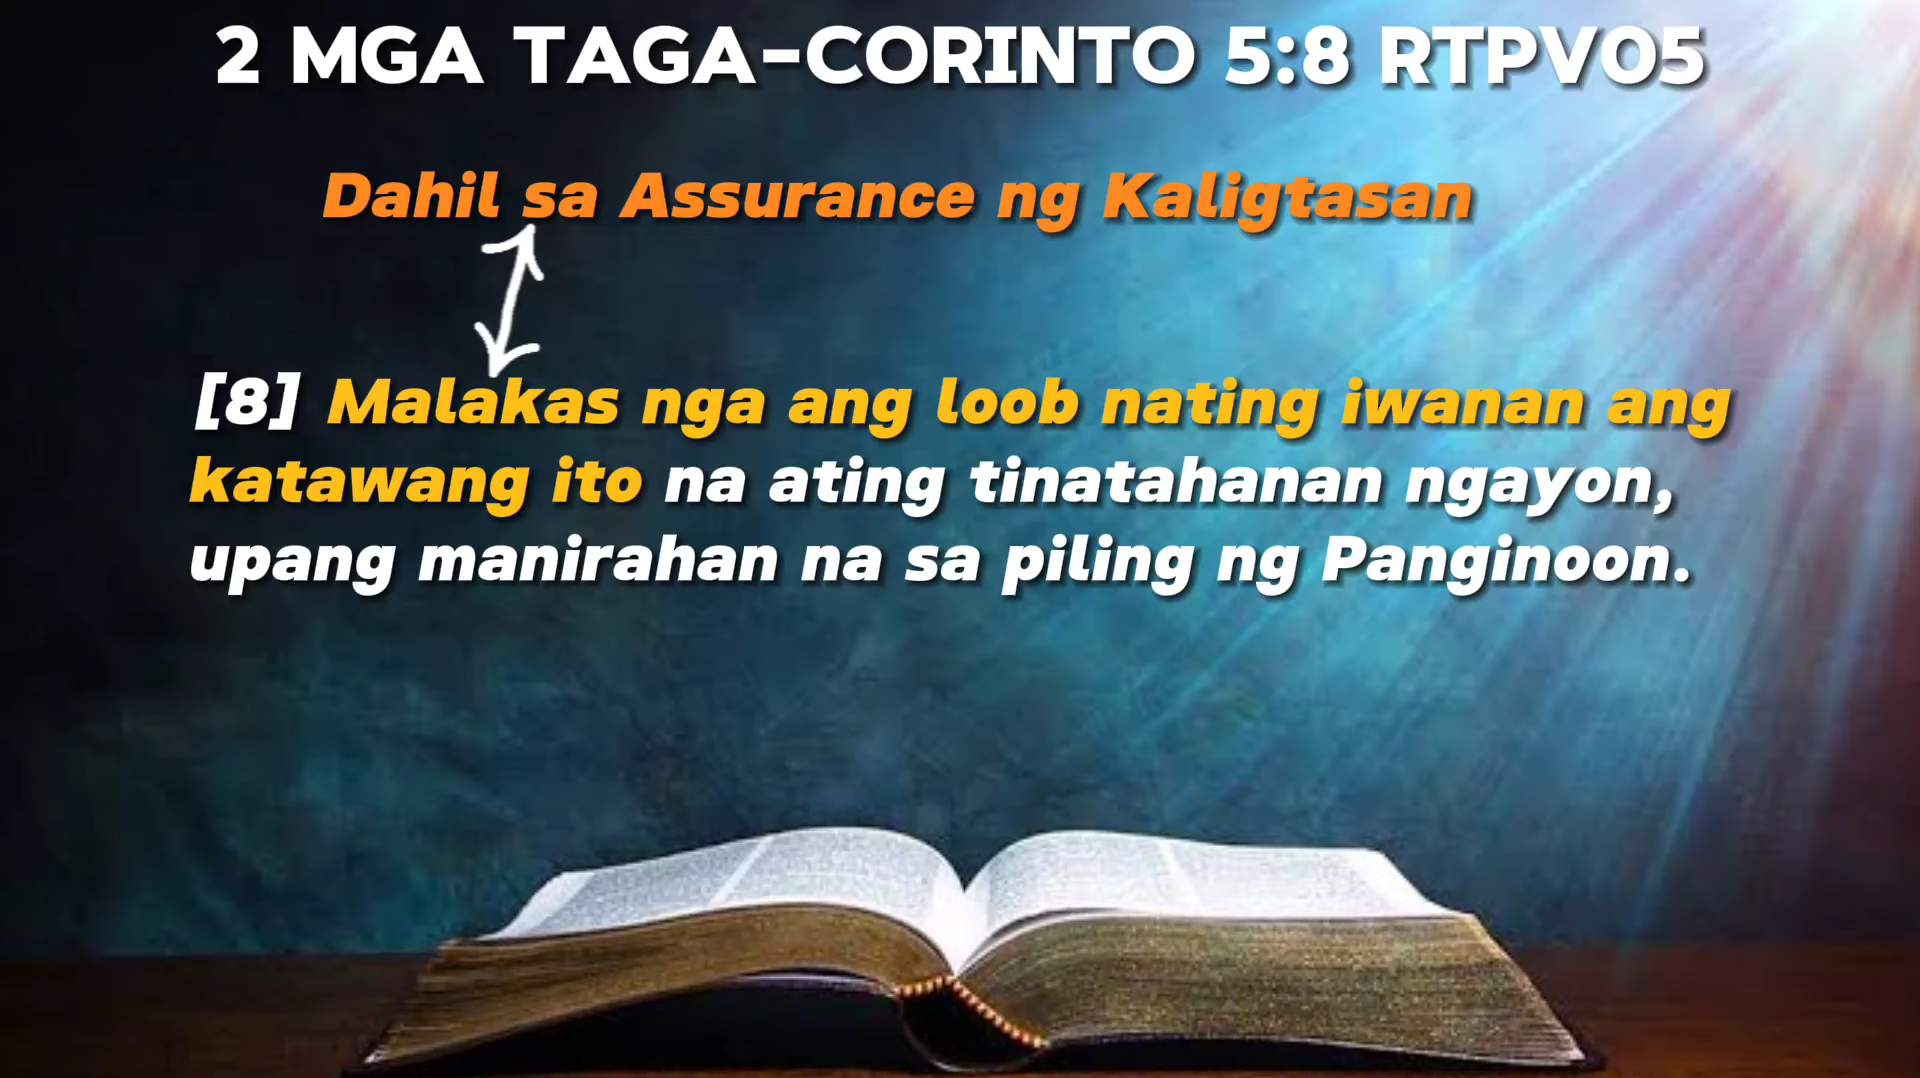 2 MGA TAGA-CORINTO 5:8 RTPV05
Dahil sa Assurance ng Kaligtasan
[8] Malakas nga ang loob nating iwanan ang
katawang ito na ating tinatahanan ngayon,
upang manirahan na sa piling ng Panginoon.